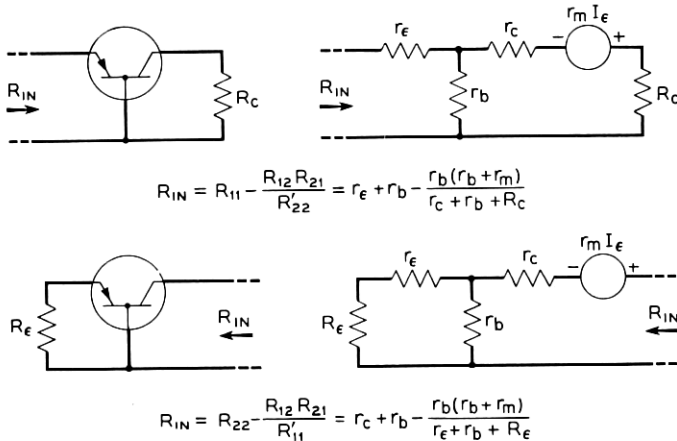 r_ε r_c r_m I_ε
− +
R_IN R_C R_IN r_b R_C
R_IN = R_11 − R_12 R_21 / R'_22 = r_ε + r_b − r_b(r_b + r_m) / r_c + r_b + R_c
r_ε r_c r_m I_ε
− +
R_ε R_IN R_ε r_b R_IN
R_IN = R_22 − R_12 R_21 / R'_11 = r_c + r_b − r_b(r_b + r_m) / r_ε + r_b + R_ε